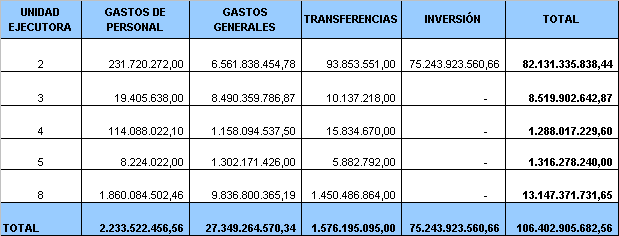 UNIDAD EJECUTORA GASTOS DE PERSONAL GASTOS GENERALES TRANSFERENCIAS INVERSIÓN TOTAL
2 231.720.272,00 6.561.838.454,78 93.853.551,00 75.243.923.560,66 82.131.335.838,44
3 19.405.638,00 8.490.359.786,87 10.137.218,00 - 8.519.902.642,87
4 114.088.022,10 1.158.094.537,50 15.834.670,00 - 1.288.017.229,60
5 8.224.022,00 1.302.171.426,00 5.882.792,00 - 1.316.278.240,00
8 1.860.084.502,46 9.836.800.365,19 1.450.486.864,00 - 13.147.371.731,65
TOTAL 2.233.522.456,56 27.349.264.570,34 1.576.195.095,00 75.243.923.560,66 106.402.905.682,56